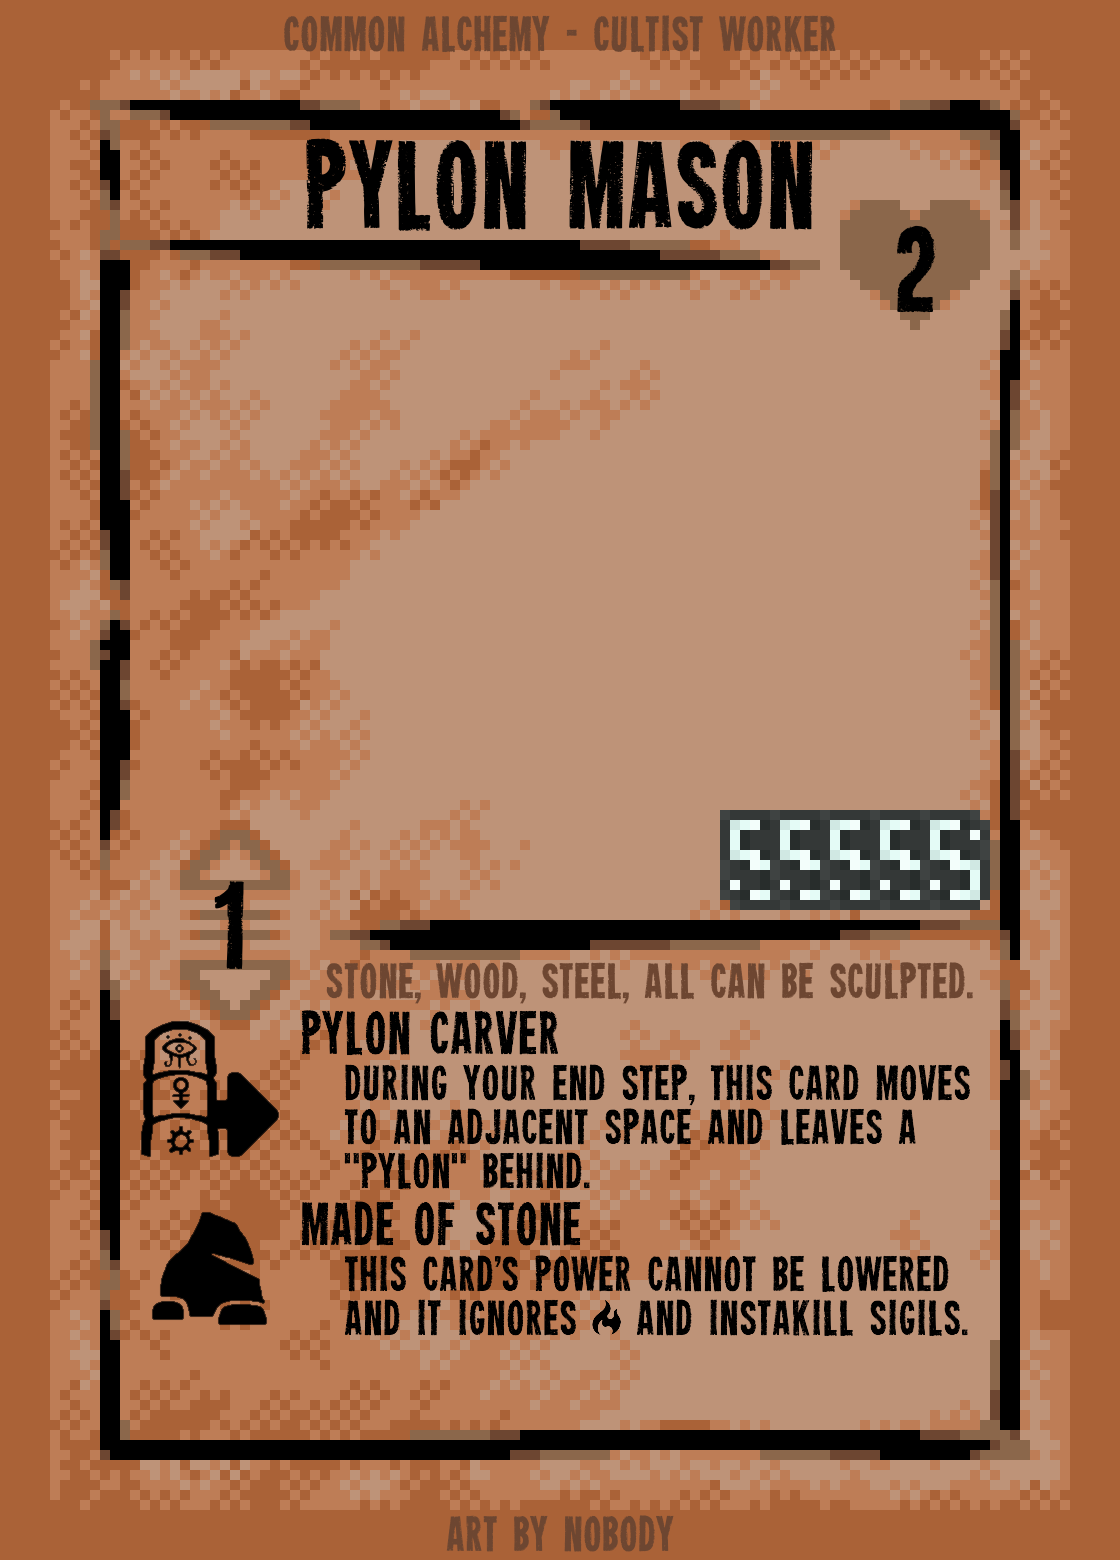 COMMON ALCHEMY - CULTIST WORKER
PYLON MASON
2
1
STONE, WOOD, STEEL, ALL CAN BE SCULPTED.
PYLON CARVER
DURING YOUR END STEP, THIS CARD MOVES
TO AN ADJACENT SPACE AND LEAVES A
"PYLON" BEHIND.
MADE OF STONE
THIS CARD'S POWER CANNOT BE LOWERED
AND IT IGNORES AND INSTAKILL SIGILS.
ART BY NOBODY